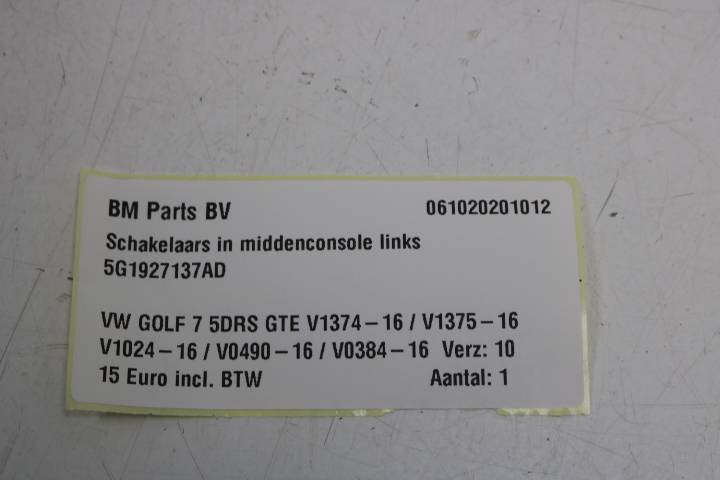 BM Parts BV 061020201012
Schakelaars in middenconsole links
5G1927137AD
VW GOLF 7 5DRS GTE V1374-16 / V1375-16
V1024-16 / V0490-16 / V0384-16 Verz: 10
15 Euro incl. BTW Aantal: 1